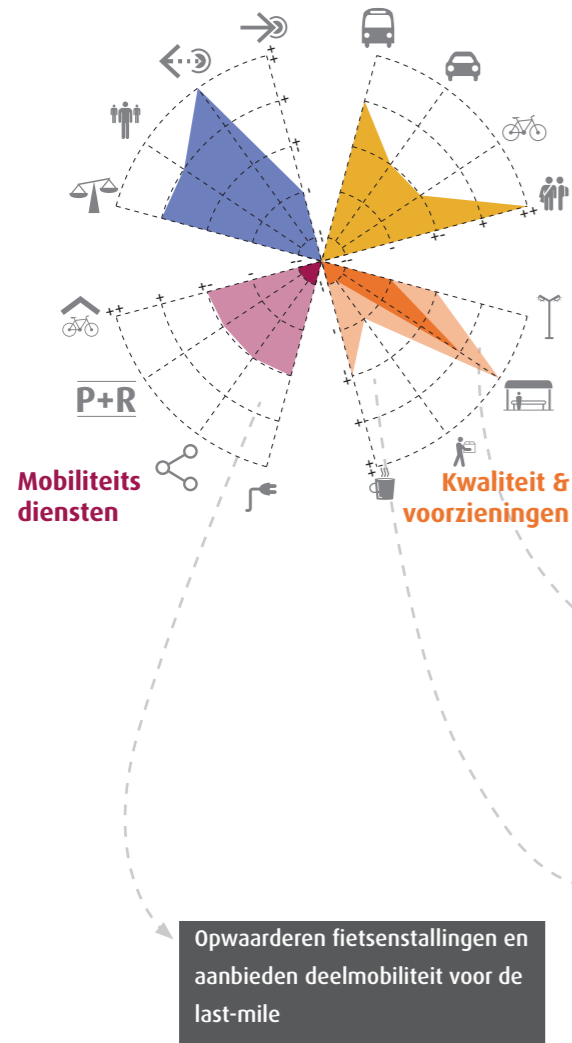 P+R
Mobiliteits
diensten
Kwaliteit &
voorzieningen
Opwaarderen fietsenstallingen en
aanbieden deelmobiliteit voor de
last-mile